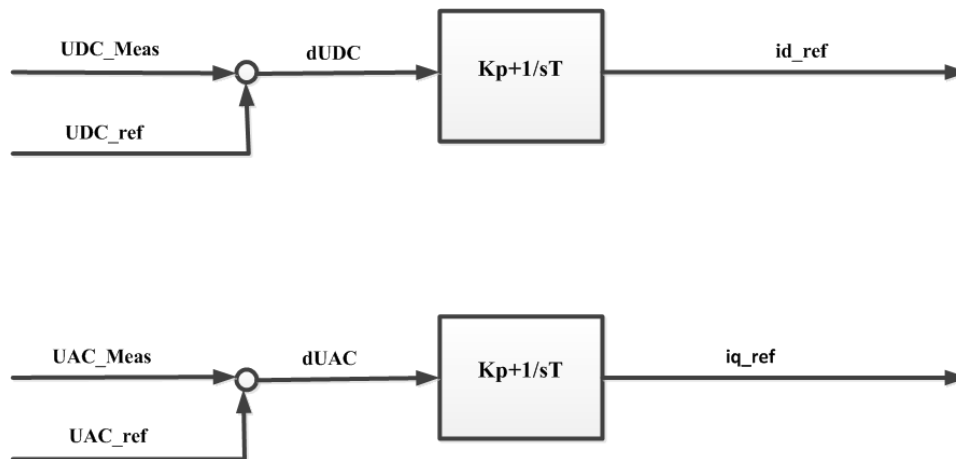 UDC_Meas
dUDC
Kp+1/sT
id_ref
UDC_ref
UAC_Meas
dUAC
Kp+1/sT
iq_ref
UAC_ref